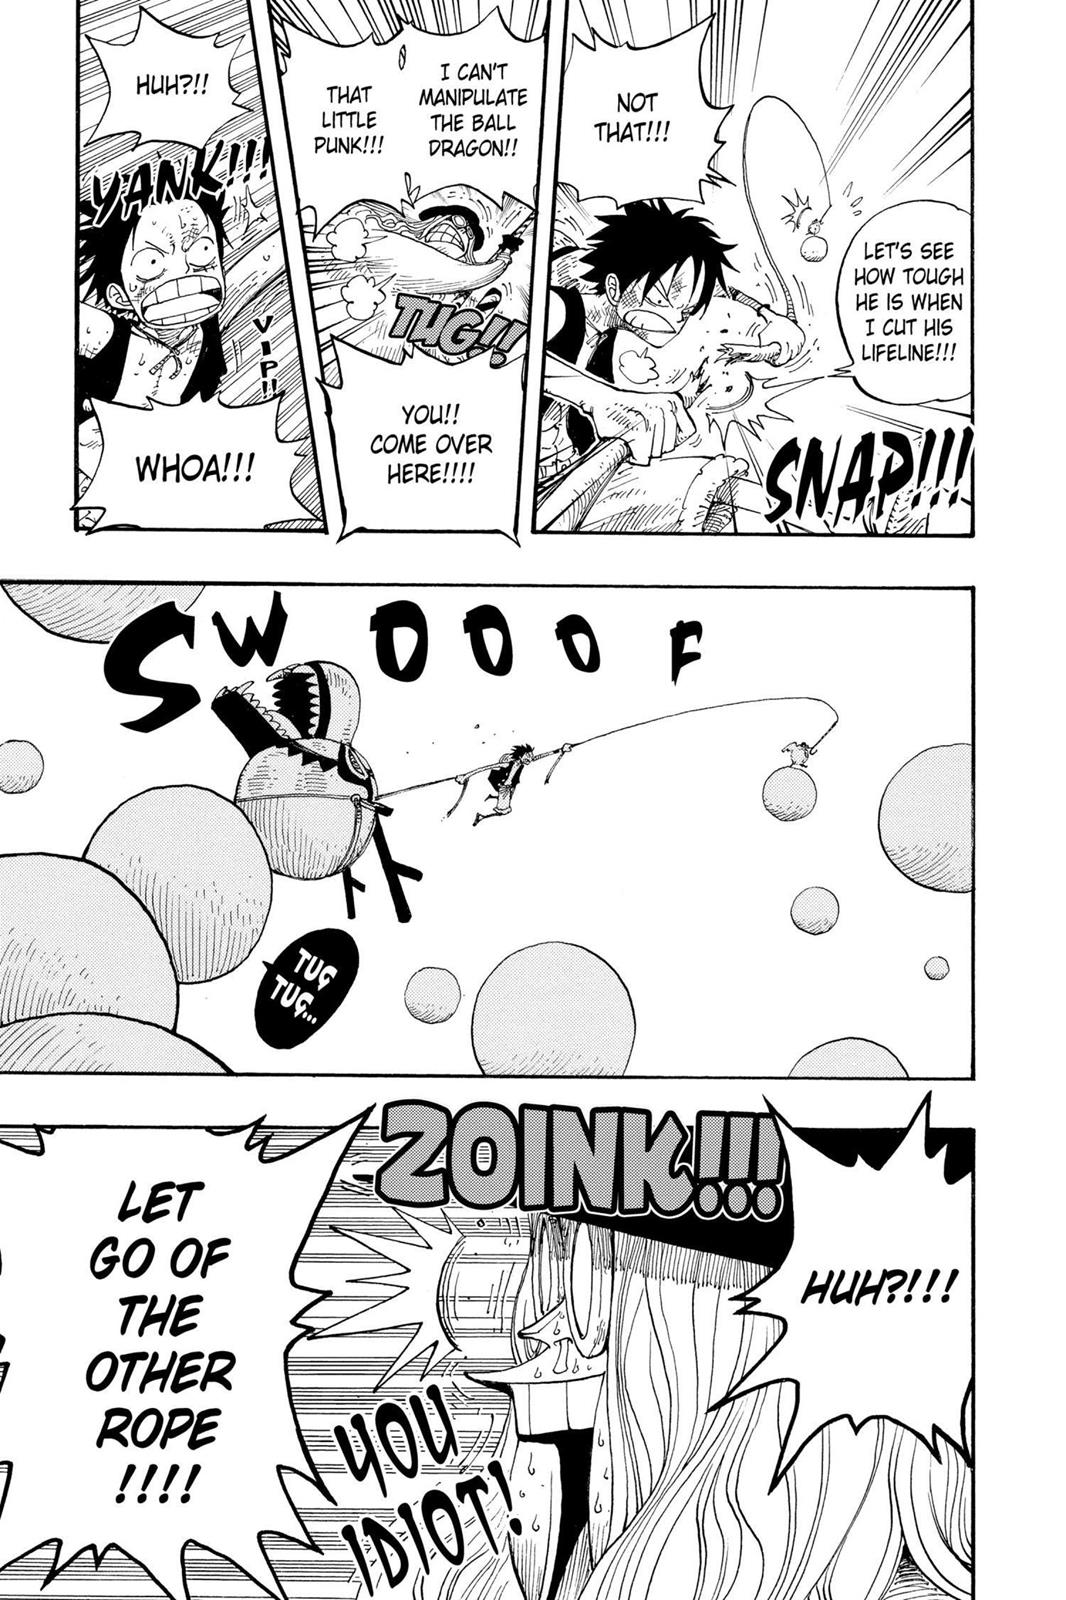 LET'S SEE
HOW TOUGH
HE IS WHEN
I CUT HIS
LIFELINE!!!
NOT
THAT!!!
SNAP!!!
I CAN'T
MANIPULATE
THE BALL
DRAGON!!
THAT
LITTLE
PUNK!!!
TUG!!
YOU!!
COME OVER
HERE!!!!
HUH?!!
YANK!!!
VIP!!
WHOA!!!
SWOOOF
TUG
TUG...
HUH?!!!
ZOINK!!!
YOU
IDIOT!
LET
GO OF
THE
OTHER
ROPE
!!!!